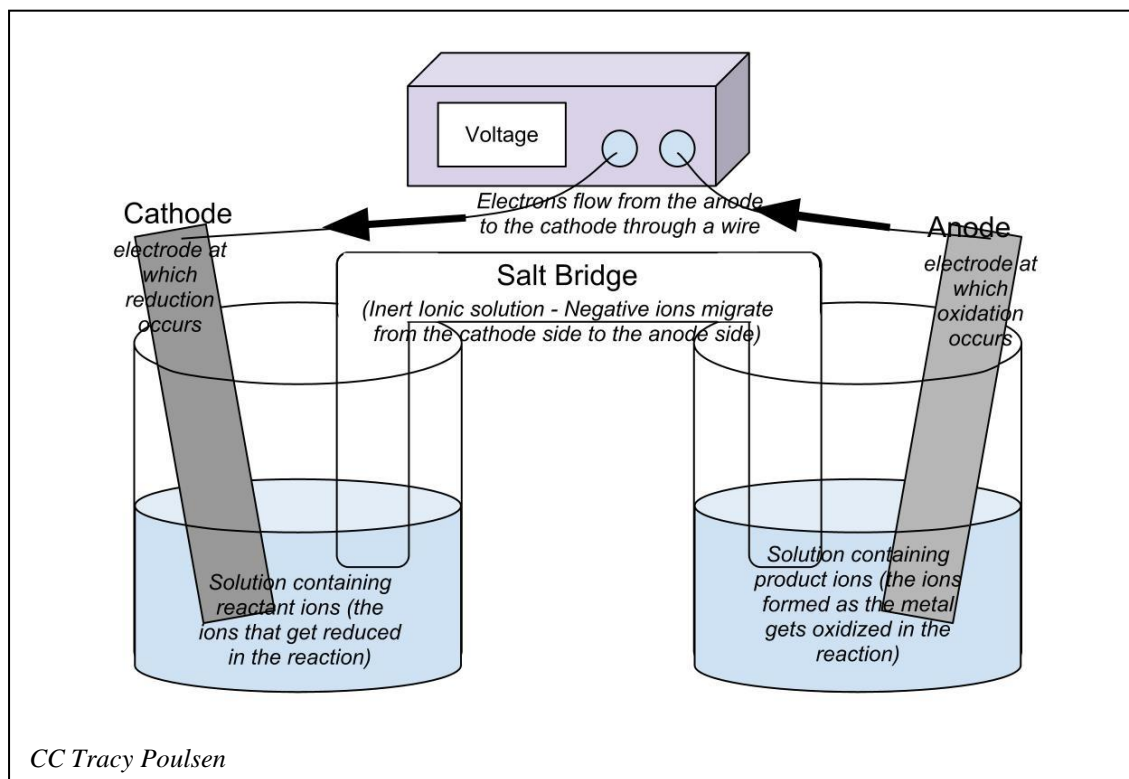 Voltage
Electrons flow from the anode
to the cathode through a wire
Cathode
electrode at
which
reduction
occurs
Anode
electrode at
which
oxidation
occurs
Salt Bridge
(Inert Ionic solution - Negative ions migrate
from the cathode side to the anode side)
Solution containing
reactant ions (the
ions that get reduced
in the reaction)
Solution containing
product ions (the ions
formed as the metal
gets oxidized in the
reaction)
CC Tracy Poulsen